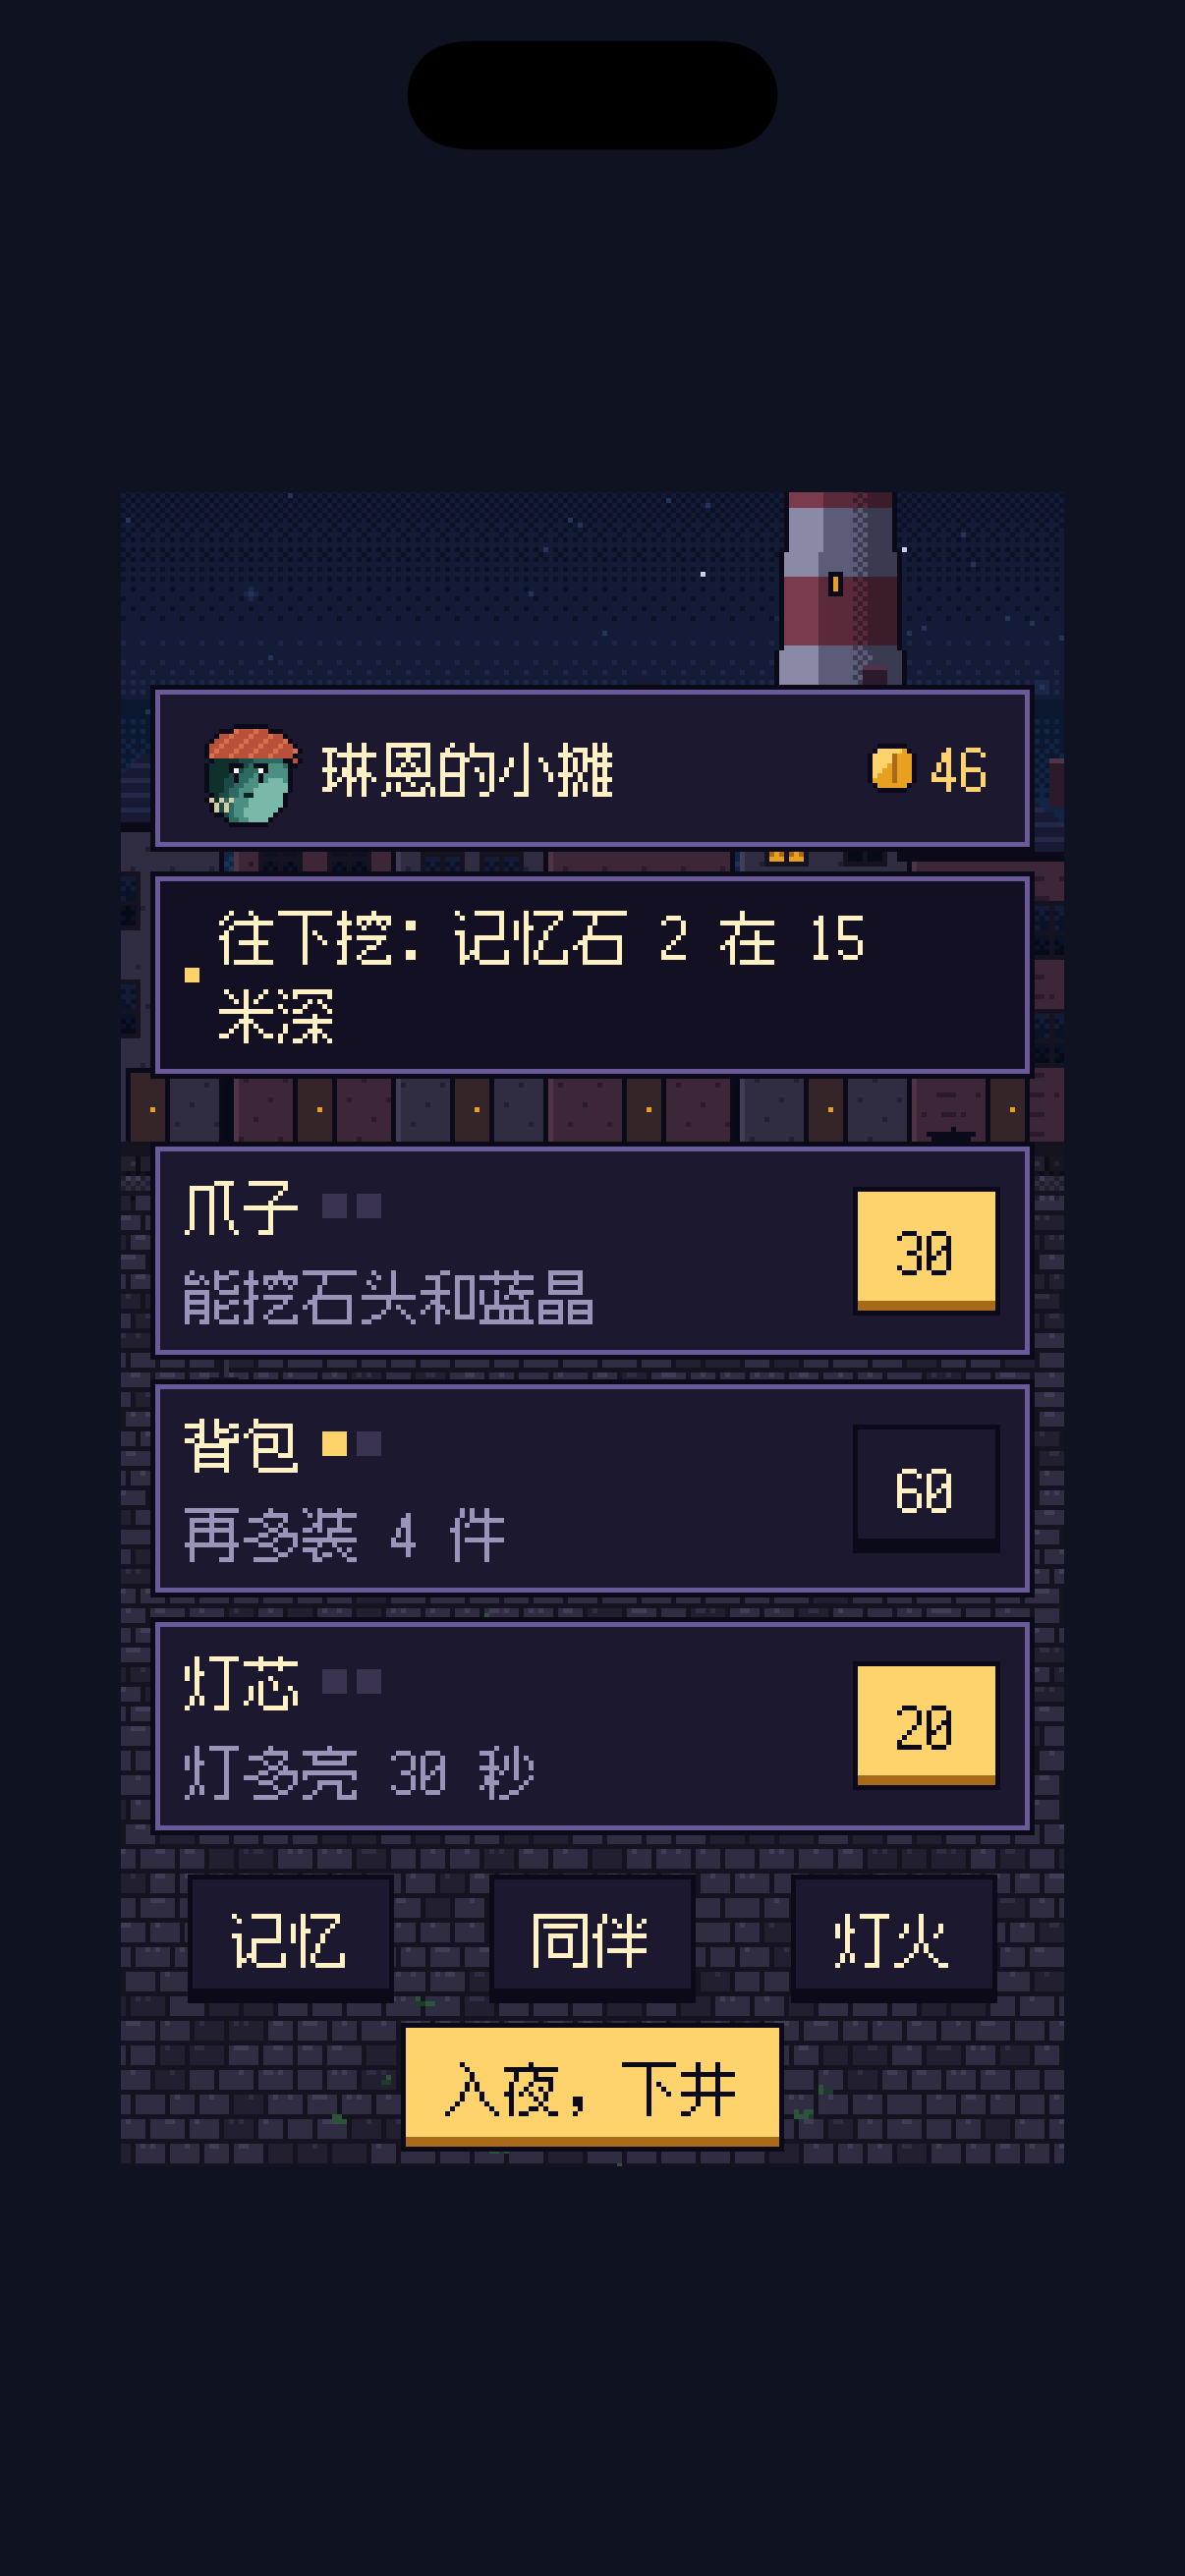 琳恩的小摊 46
往下挖：记忆石 2 在 15
米深
爪子
能挖石头和蓝晶
30
背包
再多装 4 件
60
灯芯
灯多亮 30 秒
20
记忆 同伴 灯火
入夜，下井